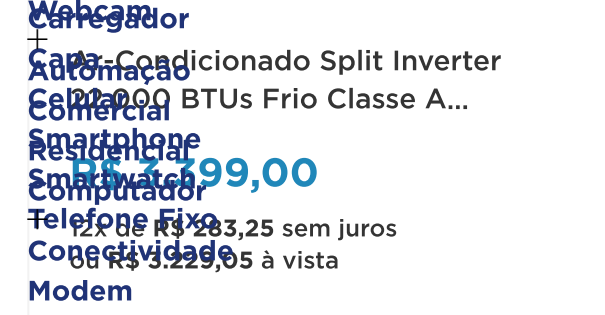 Webcam
Carregador
Capa
Ar-Condicionado Split Inverter
Automação
Celular
22.000 BTUs Frio Classe A...
Comercial
Smartphone
Residencial
R$ 3.399,00
Smartwatch
Computador
Telefone Fixo
12x de R$ 283,25 sem juros
Conectividade
ou R$ 3.229,05 à vista
Modem